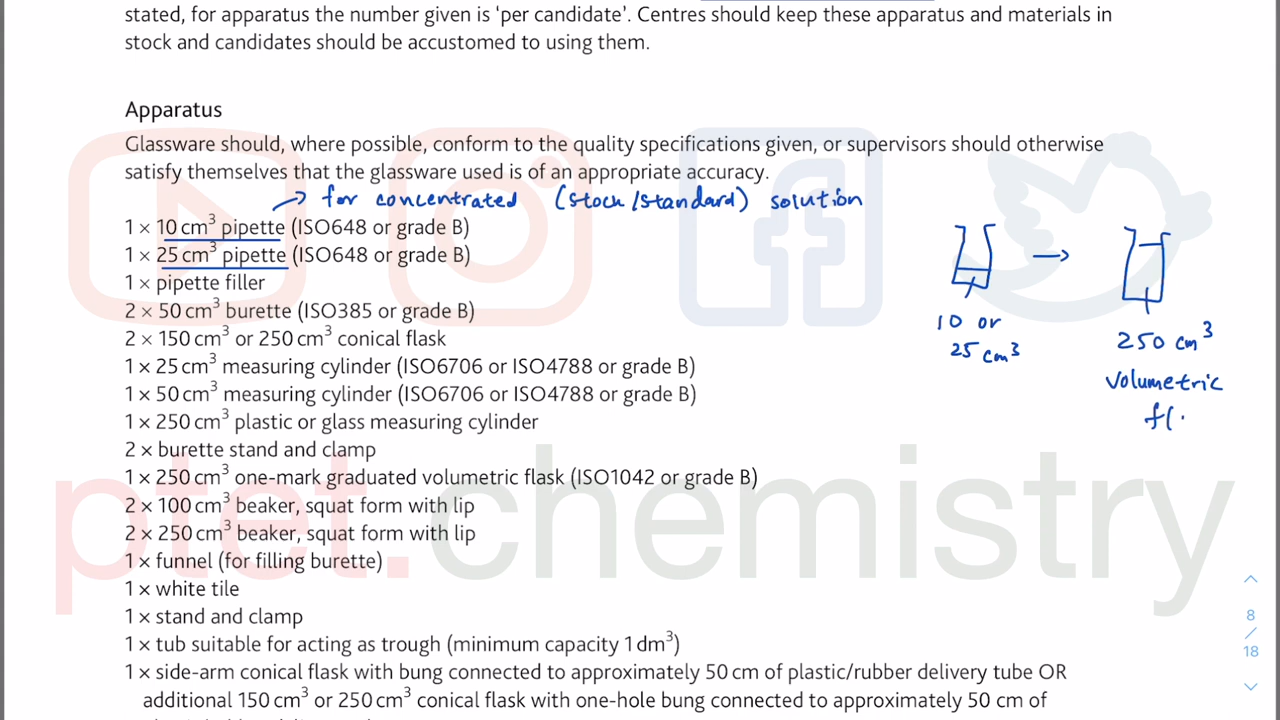 stated, for apparatus the number given is 'per candidate'. Centres should keep these apparatus and materials in
stock and candidates should be accustomed to using them.
Apparatus
Glassware should, where possible, conform to the quality specifications given, or supervisors should otherwise
satisfy themselves that the glassware used is of an appropriate accuracy.
→ for concentrated (stock/standard) solution
1 × 10 cm³ pipette (ISO648 or grade B)
1 × 25 cm³ pipette (ISO648 or grade B)
1 × pipette filler
2 × 50 cm³ burette (ISO385 or grade B)
2 × 150 cm³ or 250 cm³ conical flask
1 × 25 cm³ measuring cylinder (ISO6706 or ISO4788 or grade B)
1 × 50 cm³ measuring cylinder (ISO6706 or ISO4788 or grade B)
1 × 250 cm³ plastic or glass measuring cylinder
2 × burette stand and clamp
1 × 250 cm³ one-mark graduated volumetric flask (ISO1042 or grade B)
2 × 100 cm³ beaker, squat form with lip
2 × 250 cm³ beaker, squat form with lip
1 × funnel (for filling burette)
1 × white tile
1 × stand and clamp
1 × tub suitable for acting as trough (minimum capacity 1 dm³)
1 × side-arm conical flask with bung connected to approximately 50 cm of plastic/rubber delivery tube OR
additional 150 cm³ or 250 cm³ conical flask with one-hole bung connected to approximately 50 cm of
→
10 or
25 cm³
250 cm³
volumetric
fl
ptet.chemistry
8
/
18